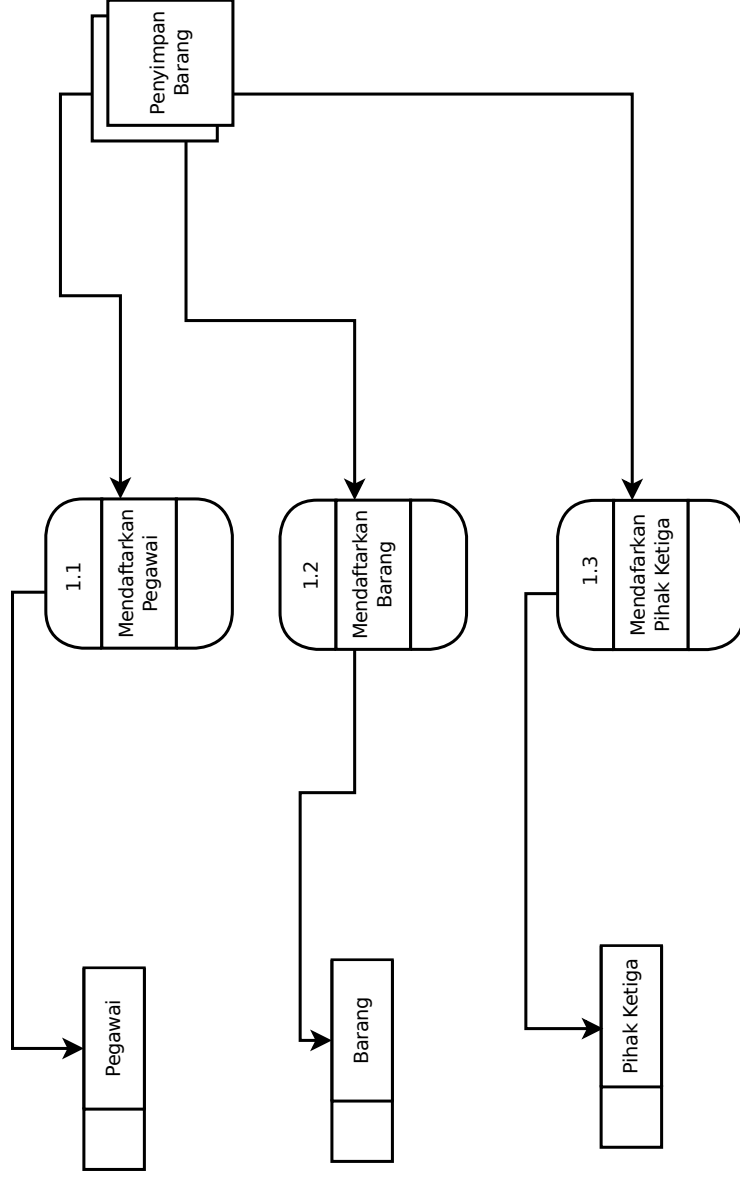 Penyimpan
Barang
1.1
Mendaftarkan
Pegawai
1.2
Mendaftarkan
Barang
1.3
Mendafarkan
Pihak Ketiga
Pegawai
Barang
Pihak Ketiga